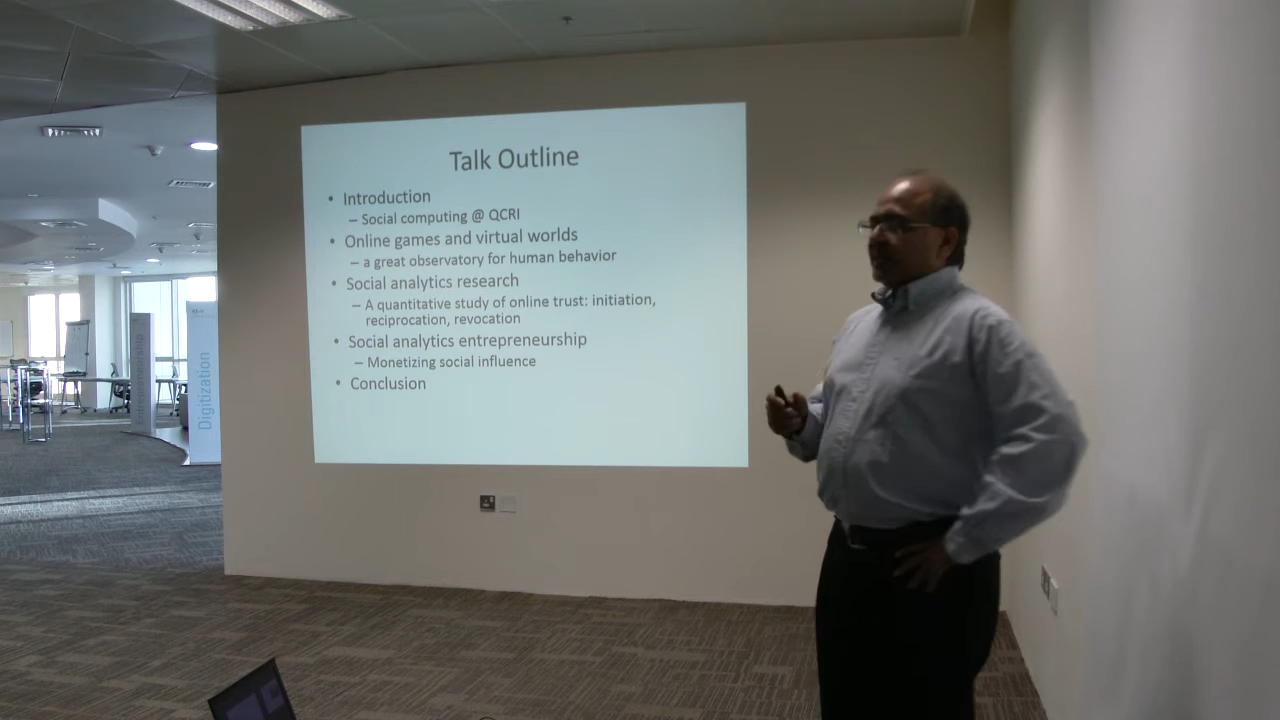 Talk Outline
• Introduction
– Social computing @ QCRI
• Online games and virtual worlds
– a great observatory for human behavior
• Social analytics research
– A quantitative study of online trust: initiation,
reciprocation, revocation
• Social analytics entrepreneurship
– Monetizing social influence
• Conclusion
Digitization